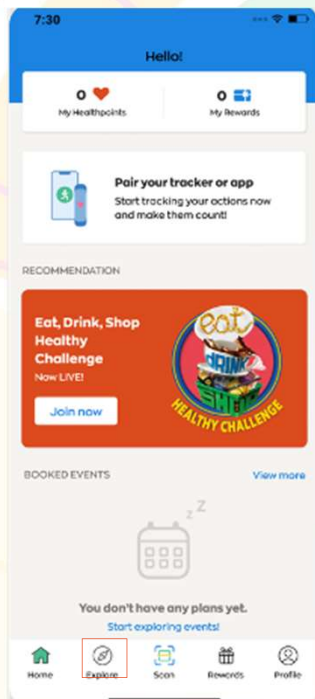 7:30
Hello!
0
My Healthpoints
0
My Rewards
Pair your tracker or app
Start tracking your actions now
and make them count!
RECOMMENDATION
Eat, Drink, Shop
Healthy
Challenge
Now LIVE!
Join now
eat
DRINK
SHOP
HEALTHY CHALLENGE
BOOKED EVENTS
View more
z Z
You don't have any plans yet.
Start exploring events!
Home
Explore
Scan
Rewards
Profile